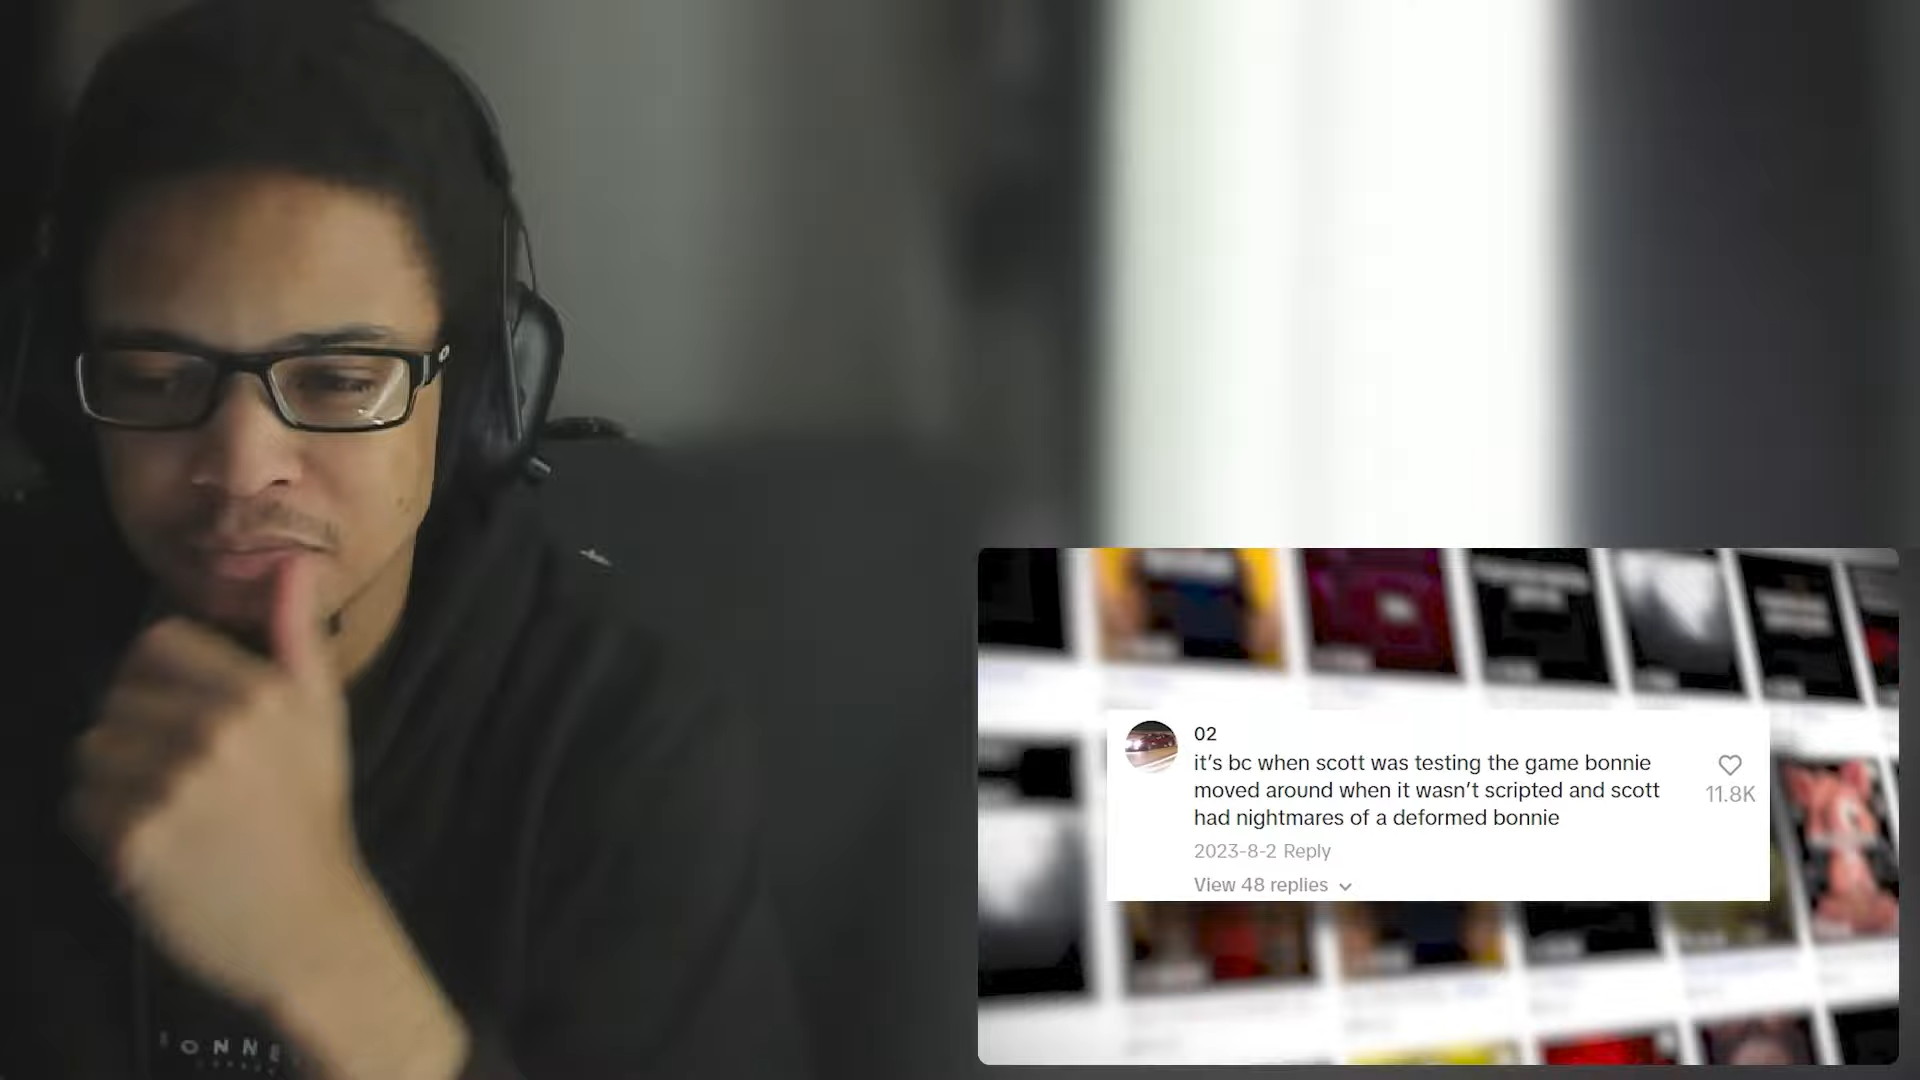 02
it’s bc when scott was testing the game bonnie
moved around when it wasn’t scripted and scott
had nightmares of a deformed bonnie
11.8K
2023-8-2 Reply
View 48 replies
ONNE